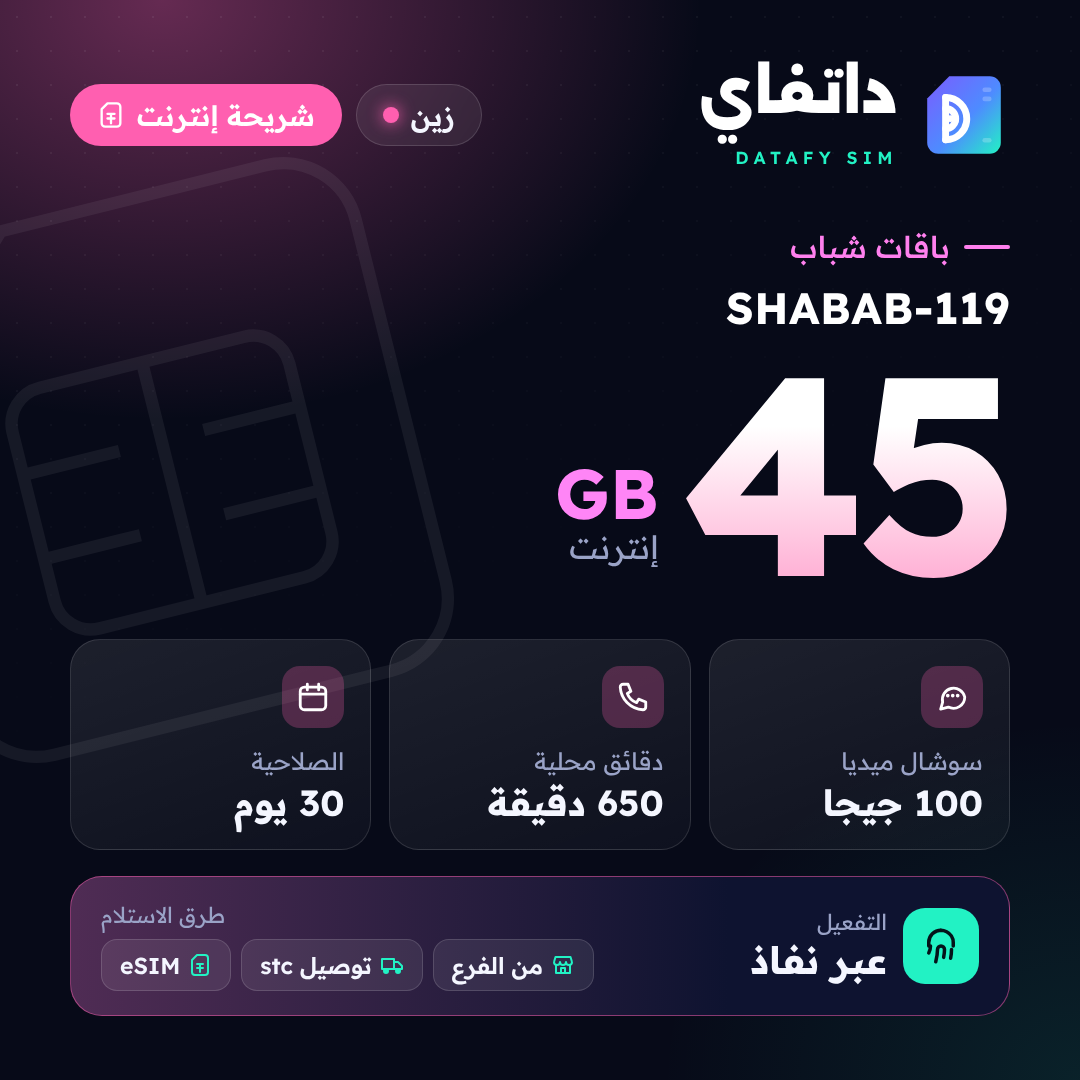 داتفاي
DATAFY SIM
زين
شريحة إنترنت
باقات شباب
SHABAB-119
45
GB
إنترنت
سوشال ميديا
100 جيجا
دقائق محلية
650 دقيقة
الصلاحية
30 يوم
التفعيل
عبر نفاذ
طرق الاستلام
من الفرع
توصيل stc
eSIM